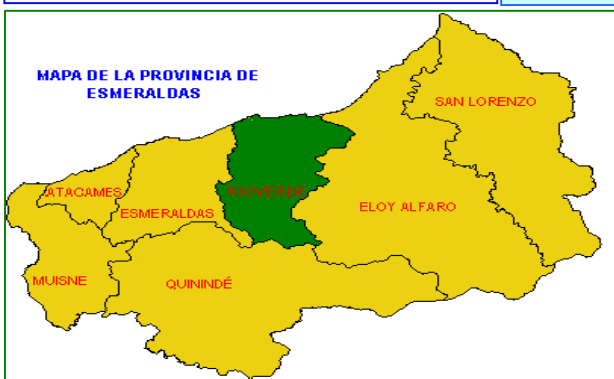 MAPA DE LA PROVINCIA DE
ESMERALDAS
SAN LORENZO
ATACAMES
RIOVERDE
ESMERALDAS
ELOY ALFARO
MUISNE
QUININDÉ